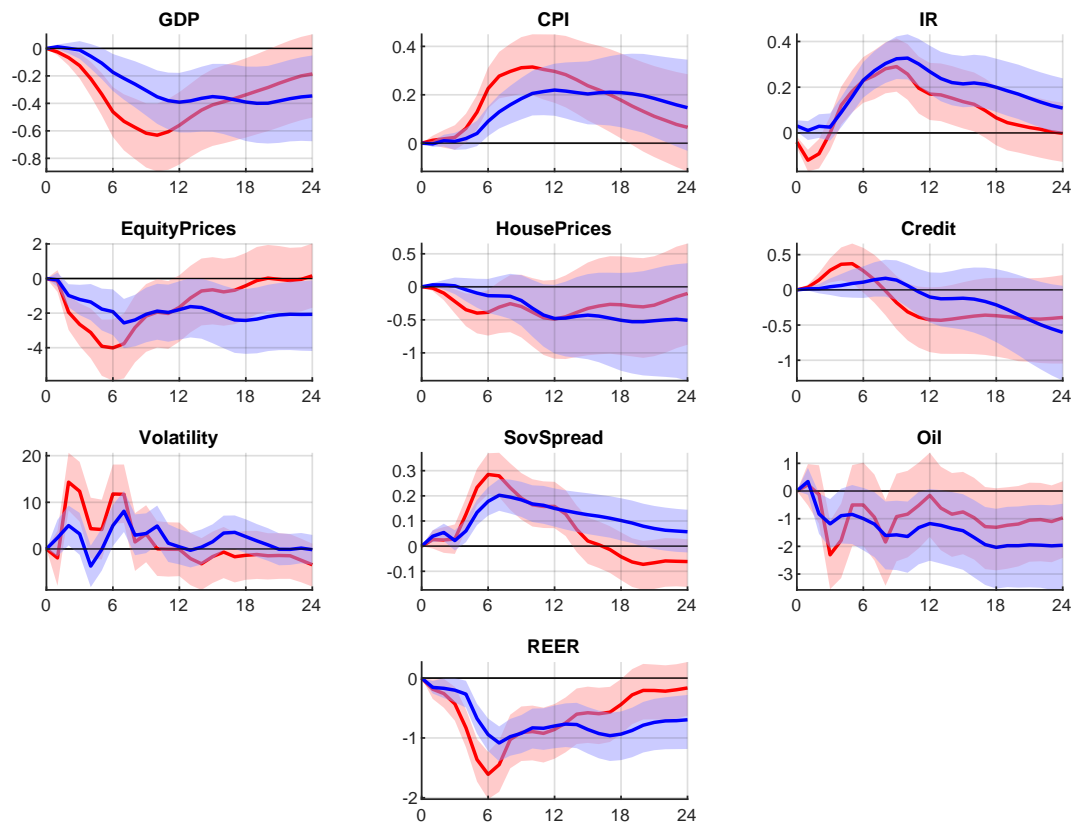 GDP
0
-0.2
-0.4
-0.6
-0.8
0 6 12 18 24
CPI
0.4
0.2
0
0 6 12 18 24
IR
0.4
0.2
0
0 6 12 18 24
EquityPrices
2
0
-2
-4
0 6 12 18 24
HousePrices
0.5
0
-0.5
-1
0 6 12 18 24
Credit
0.5
0
-0.5
-1
0 6 12 18 24
Volatility
20
10
0
0 6 12 18 24
SovSpread
0.3
0.2
0.1
0
-0.1
0 6 12 18 24
Oil
1
0
-1
-2
-3
0 6 12 18 24
REER
0
-1
-2
0 6 12 18 24